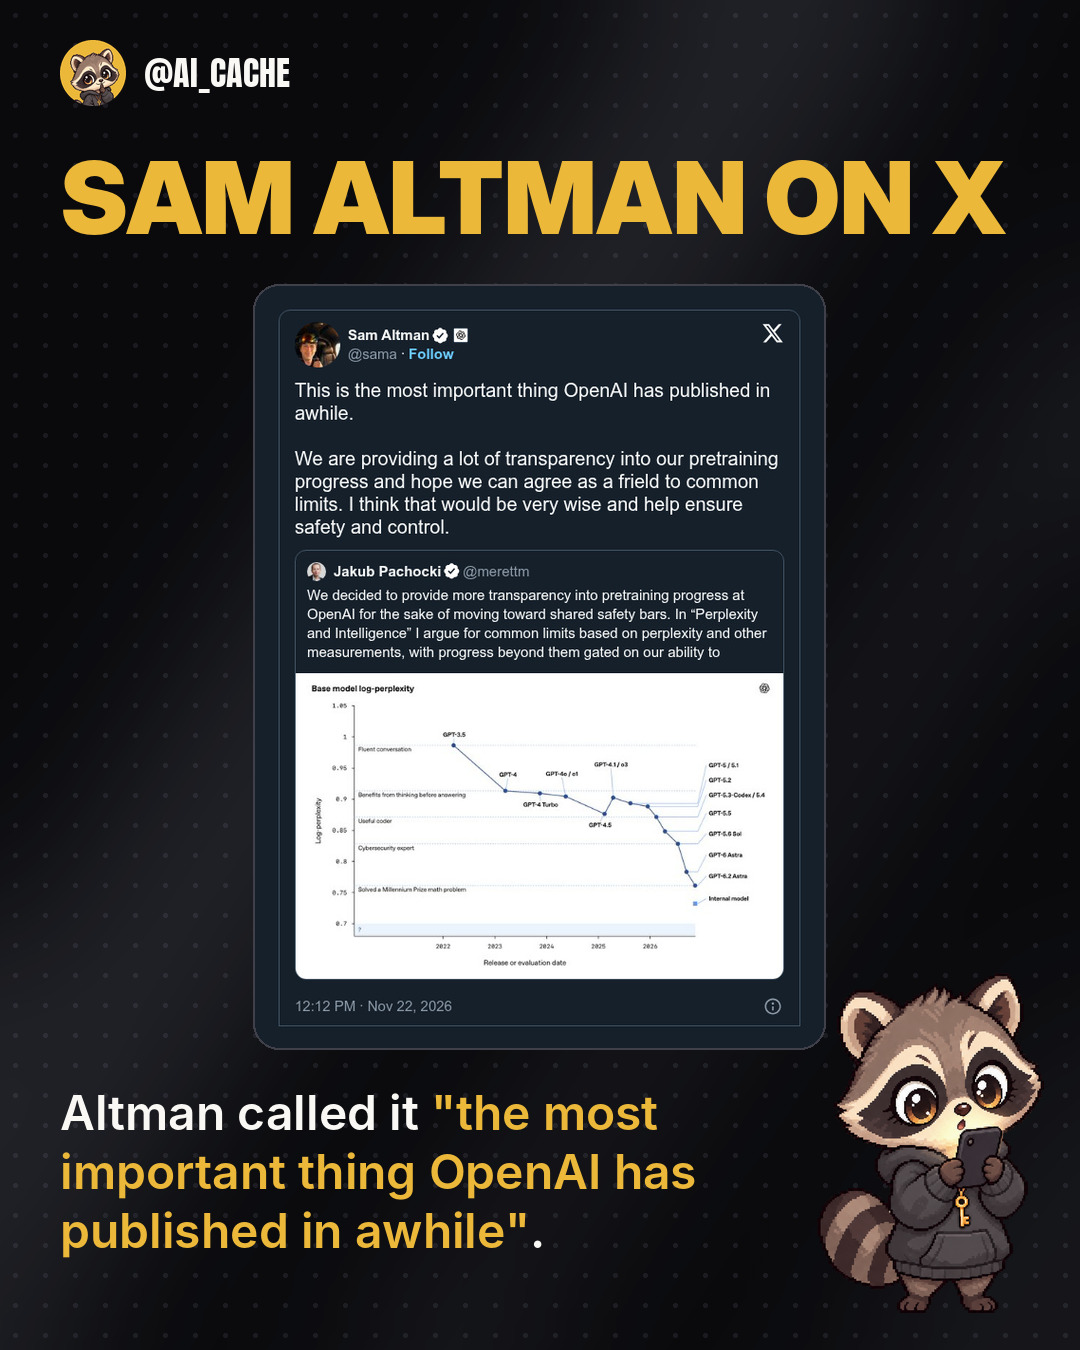 @AI_CACHE
SAM ALTMAN ON X
Sam Altman
@sama · Follow
This is the most important thing OpenAI has published in
awhile.
We are providing a lot of transparency into our pretraining
progress and hope we can agree as a frield to common
limits. I think that would be very wise and help ensure
safety and control.
Jakub Pachocki @merettm
We decided to provide more transparency into pretraining progress at
OpenAI for the sake of moving toward shared safety bars. In “Perplexity
and Intelligence” I argue for common limits based on perplexity and other
measurements, with progress beyond them gated on our ability to
Base model log-perplexity
1.05
1
0.95
0.9
0.85
0.8
0.75
0.7
Log-perplexity
Fluent conversation
Benefits from thinking before answering
Useful coder
Cybersecurity expert
Solved a Millennium Prize math problem
?
GPT-3.5
GPT-4
GPT-4 Turbo
GPT-4o / o1
GPT-4.5
GPT-4.1 / o3
GPT-5 / 5.1
GPT-5.2
GPT-5.3-Codex / 5.4
GPT-5.5
GPT-5.6 Sol
GPT-6 Astra
GPT-6.2 Astra
Internal model
2022
2023
2024
2025
2026
Release or evaluation date
12:12 PM · Nov 22, 2026
Altman called it "the most
important thing OpenAI has
published in awhile".